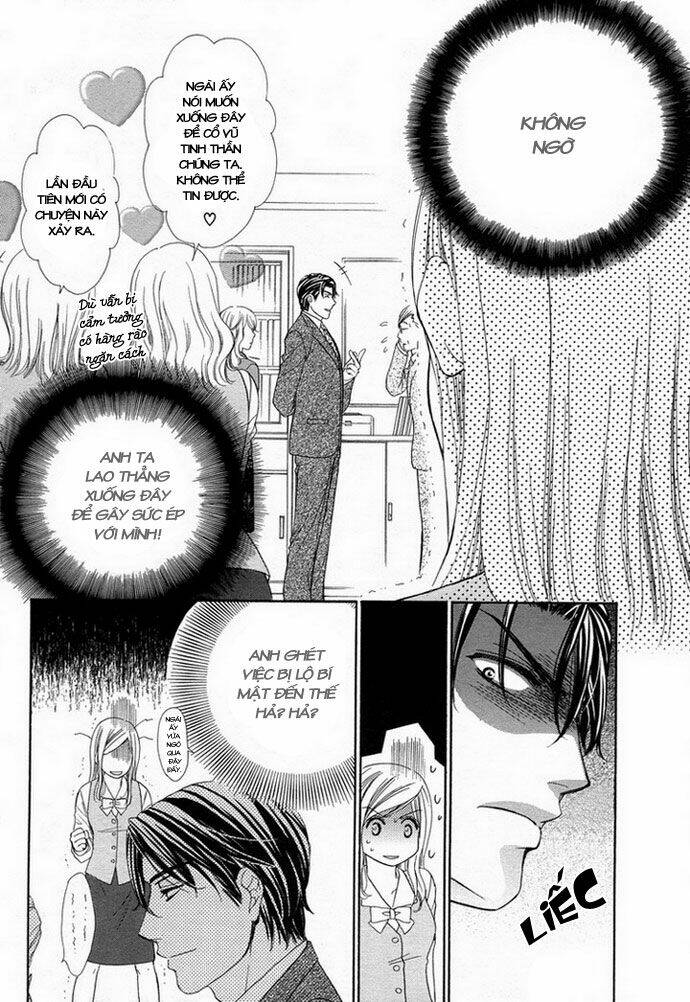 KHÔNG
NGỜ
NGÀI ẤY
NÓI MUỐN
XUỐNG ĐÂY
ĐỂ CỔ VŨ
TINH THẦN
CHÚNG TA.
KHÔNG THỂ
TIN ĐƯỢC.
♡
LẦN ĐẦU
TIÊN MỚI CÓ
CHUYỆN NÀY
XẢY RA.
Dù vẫn bị
cảm tưởng
có hàng rào
ngăn cách
ANH TA
LAO THẲNG
XUỐNG ĐÂY
ĐỂ GÂY SỨC ÉP
VỚI MÌNH!
LIẾC
ANH GHÉT
VIỆC BỊ LỘ BÍ
MẬT ĐẾN THẾ
HẢ? HẢ?
NGÀI
ẤY
VỪA
NGÓ
QUA
ĐÂY
ĐẤY.